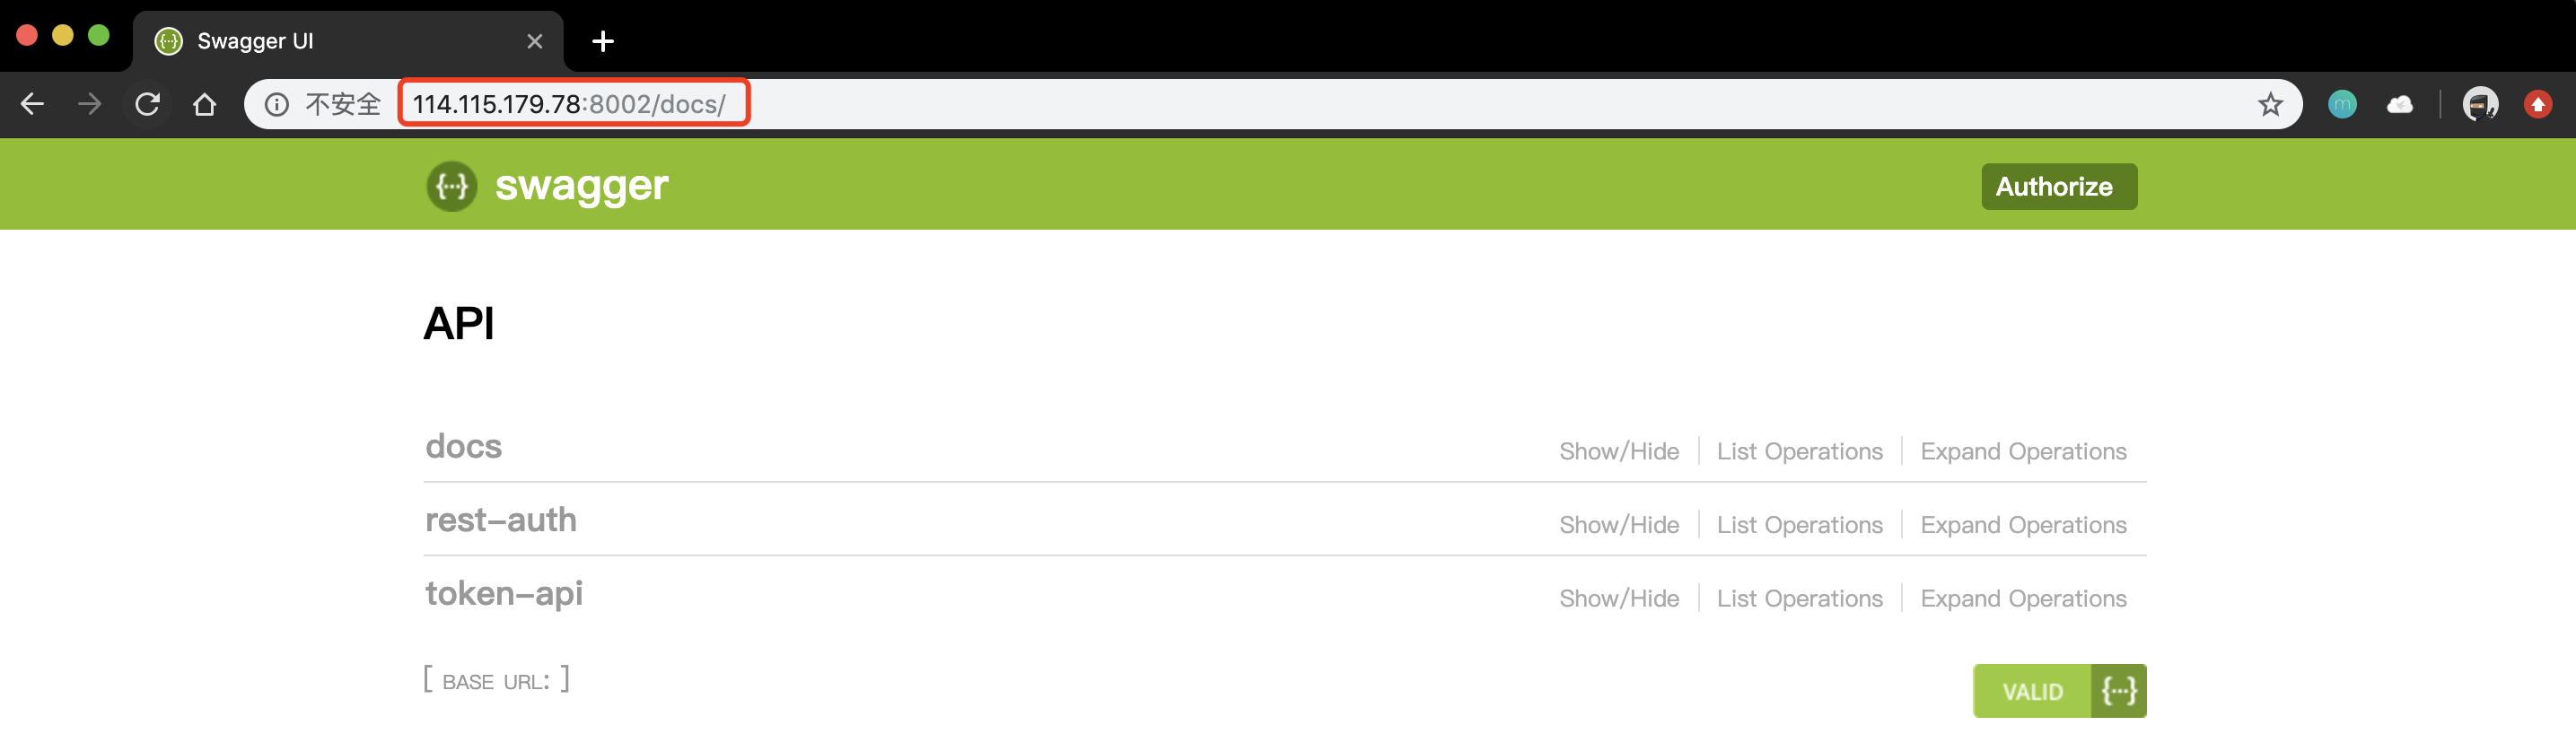 Swagger UI
不安全 114.115.179.78:8002/docs/
swagger
Authorize
API
docs Show/Hide List Operations Expand Operations
rest-auth Show/Hide List Operations Expand Operations
token-api Show/Hide List Operations Expand Operations
[ BASE URL: ]
VALID {···}